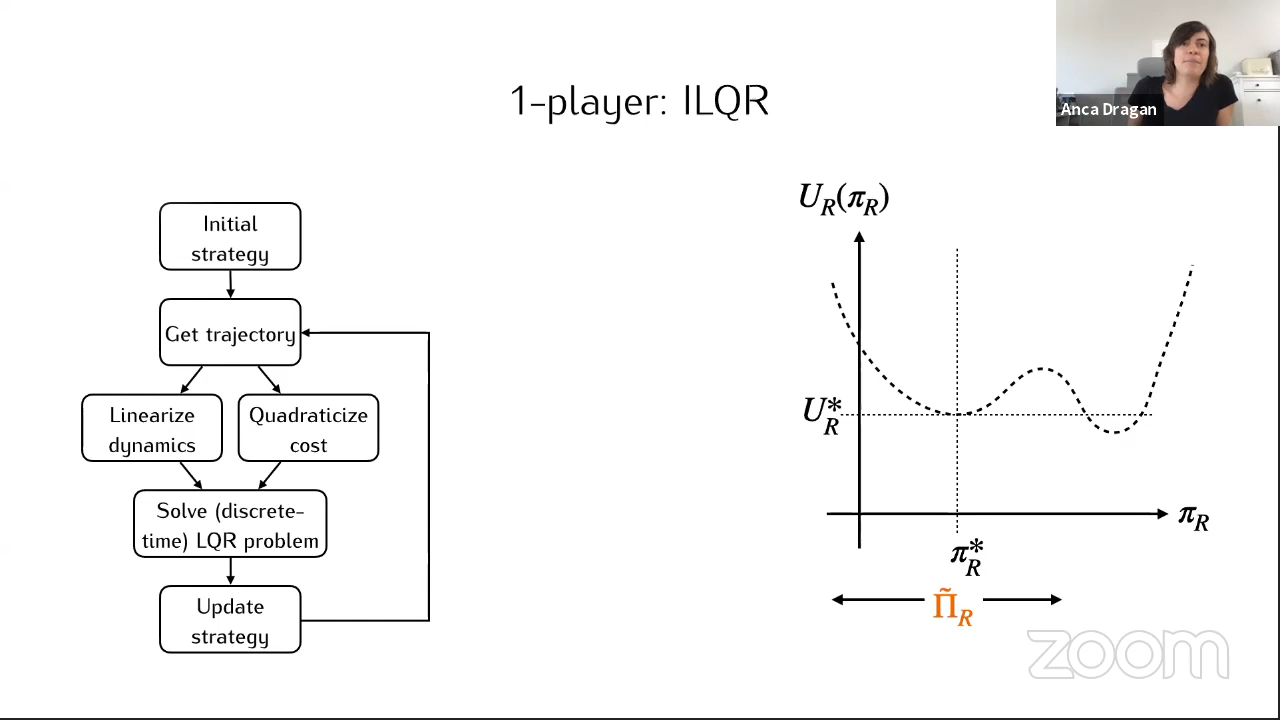 1-player: ILQR
Anca Dragan
Initial
strategy
Get trajectory
Linearize
dynamics
Quadraticize
cost
Solve (discrete-
time) LQR problem
Update
strategy
U_R(π_R)
U_R^*
π_R
π_R^*
Π̃_R
zoom